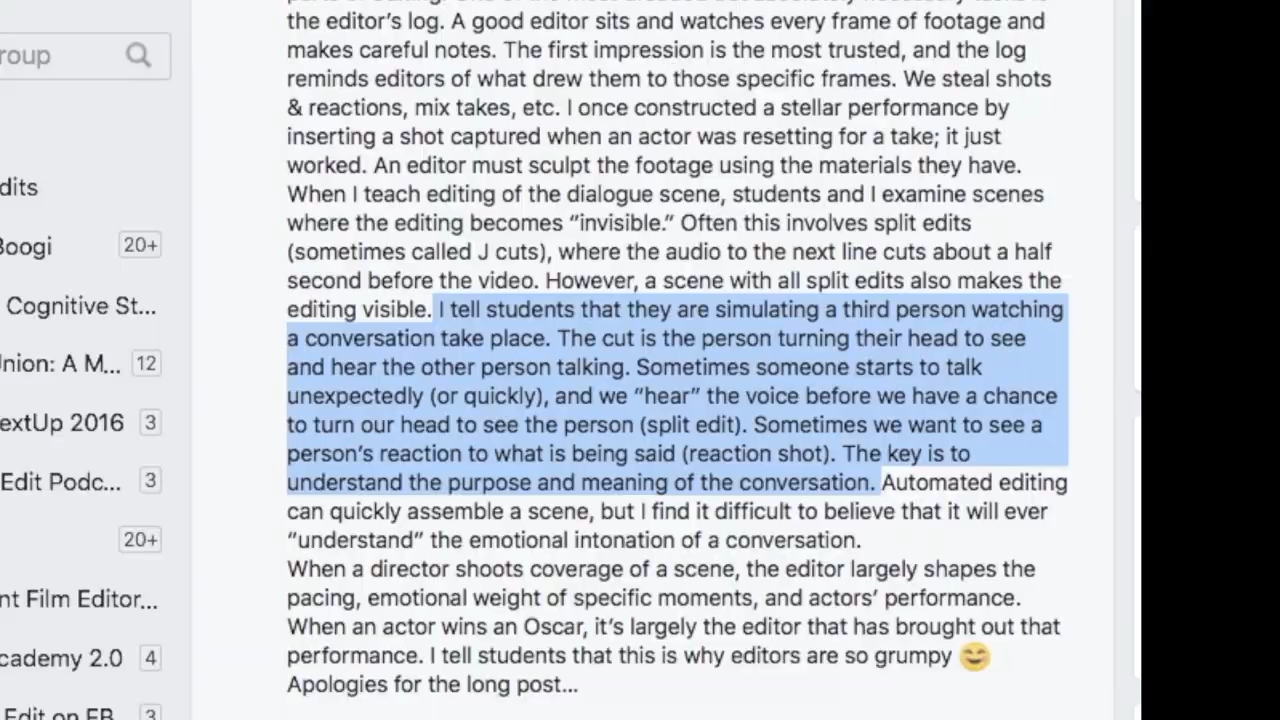 the editor's log. A good editor sits and watches every frame of footage and
makes careful notes. The first impression is the most trusted, and the log
reminds editors of what drew them to those specific frames. We steal shots
& reactions, mix takes, etc. I once constructed a stellar performance by
inserting a shot captured when an actor was resetting for a take; it just
worked. An editor must sculpt the footage using the materials they have.
When I teach editing of the dialogue scene, students and I examine scenes
where the editing becomes “invisible.” Often this involves split edits
(sometimes called J cuts), where the audio to the next line cuts about a half
second before the video. However, a scene with all split edits also makes the
editing visible. I tell students that they are simulating a third person watching
a conversation take place. The cut is the person turning their head to see
and hear the other person talking. Sometimes someone starts to talk
unexpectedly (or quickly), and we “hear” the voice before we have a chance
to turn our head to see the person (split edit). Sometimes we want to see a
person's reaction to what is being said (reaction shot). The key is to
understand the purpose and meaning of the conversation. Automated editing
can quickly assemble a scene, but I find it difficult to believe that it will ever
“understand” the emotional intonation of a conversation.
When a director shoots coverage of a scene, the editor largely shapes the
pacing, emotional weight of specific moments, and actors' performance.
When an actor wins an Oscar, it's largely the editor that has brought out that
performance. I tell students that this is why editors are so grumpy 😄
Apologies for the long post...
roup
dits
Boogi 20+
Cognitive St...
Union: A M... 12
extUp 2016 3
Edit Podc... 3
20+
nt Film Editor...
cademy 2.0 4
Edit on FB 3